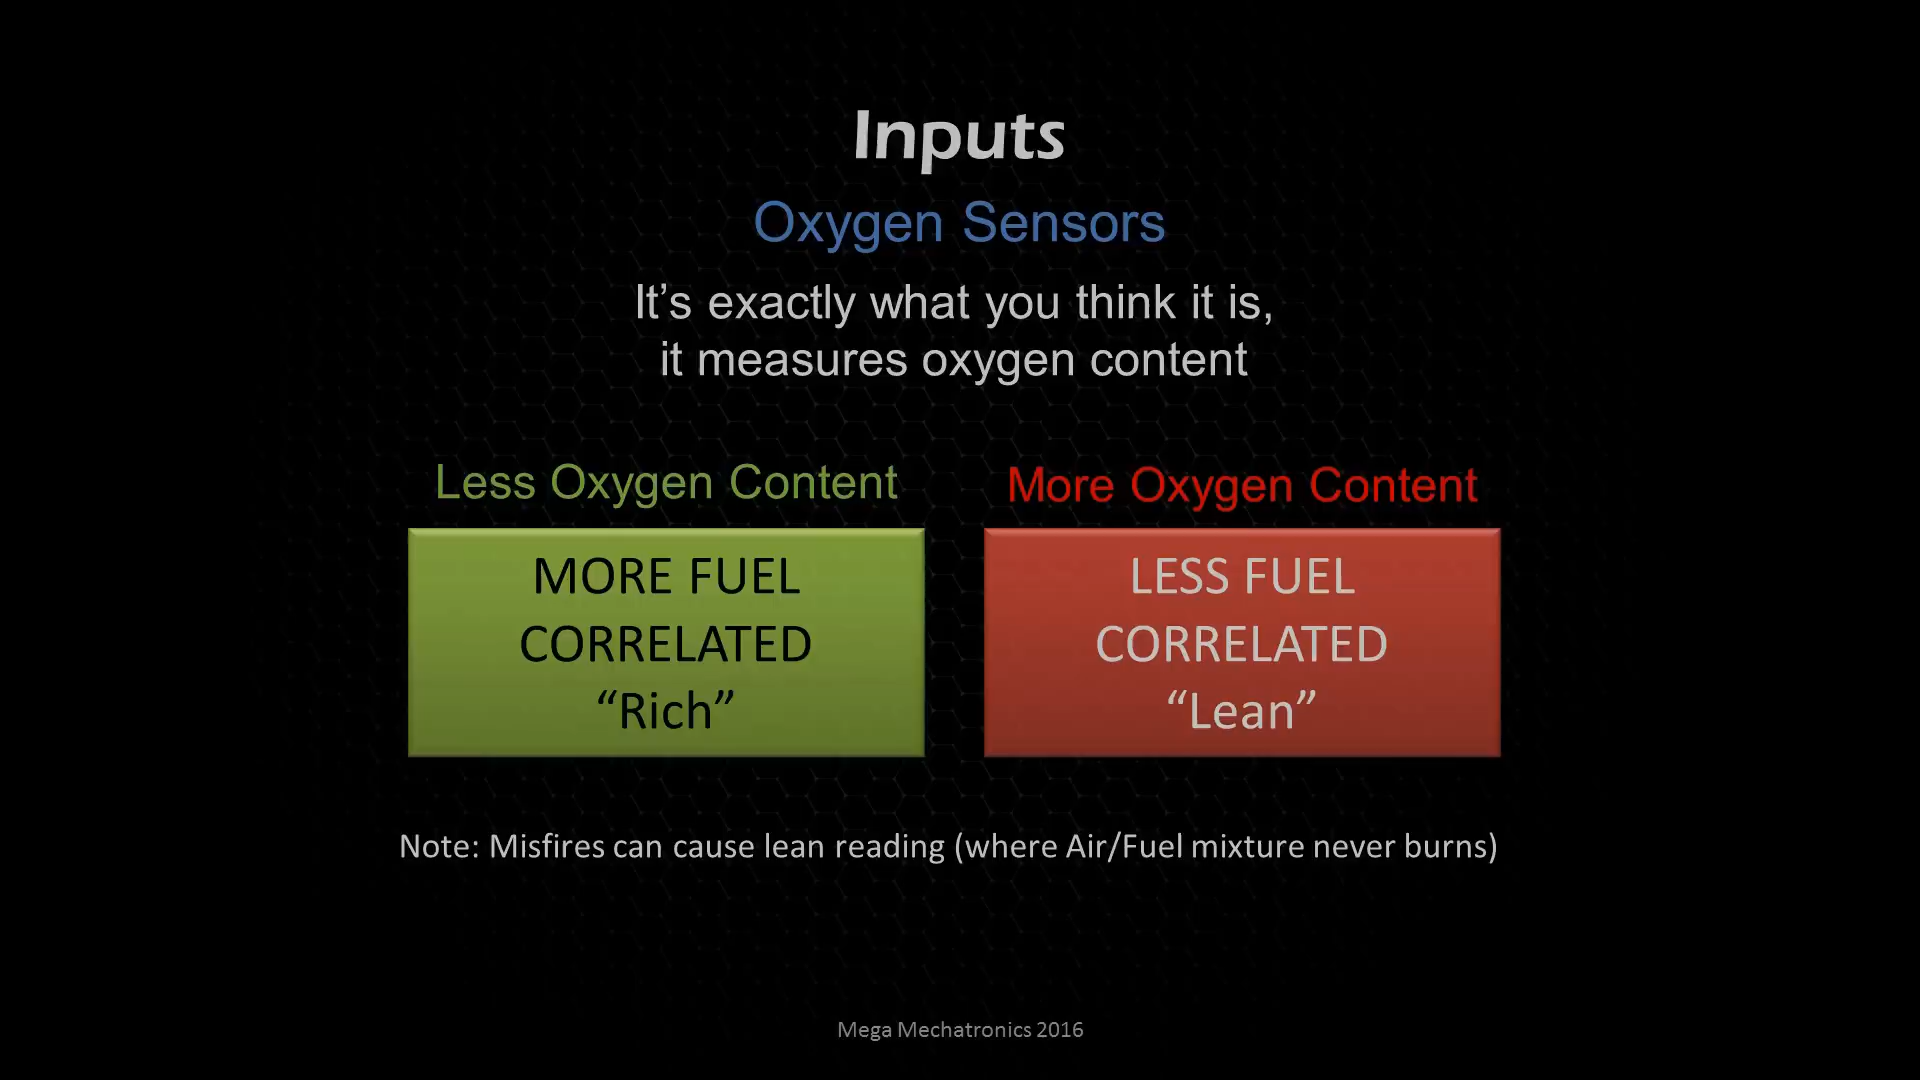 Inputs
Oxygen Sensors
It’s exactly what you think it is,
it measures oxygen content
Less Oxygen Content
MORE FUEL
CORRELATED
“Rich”
More Oxygen Content
LESS FUEL
CORRELATED
“Lean”
Note: Misfires can cause lean reading (where Air/Fuel mixture never burns)
Mega Mechatronics 2016